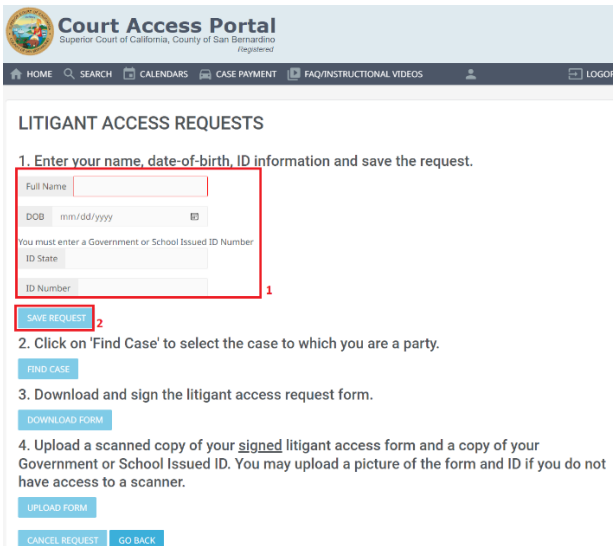 Court Access Portal
Superior Court of California, County of San Bernardino
Registered
HOME SEARCH CALENDARS CASE PAYMENT FAQ/INSTRUCTIONAL VIDEOS
LITIGANT ACCESS REQUESTS
1. Enter your name, date-of-birth, ID information and save the request.
Full Name
DOB mm/dd/yyyy
You must enter a Government or School Issued ID Number
ID State
ID Number
1
SAVE REQUEST
2
2. Click on 'Find Case' to select the case to which you are a party.
FIND CASE
3. Download and sign the litigant access request form.
DOWNLOAD FORM
4. Upload a scanned copy of your signed litigant access form and a copy of your
Government or School Issued ID. You may upload a picture of the form and ID if you do not
have access to a scanner.
UPLOAD FORM
CANCEL REQUEST GO BACK